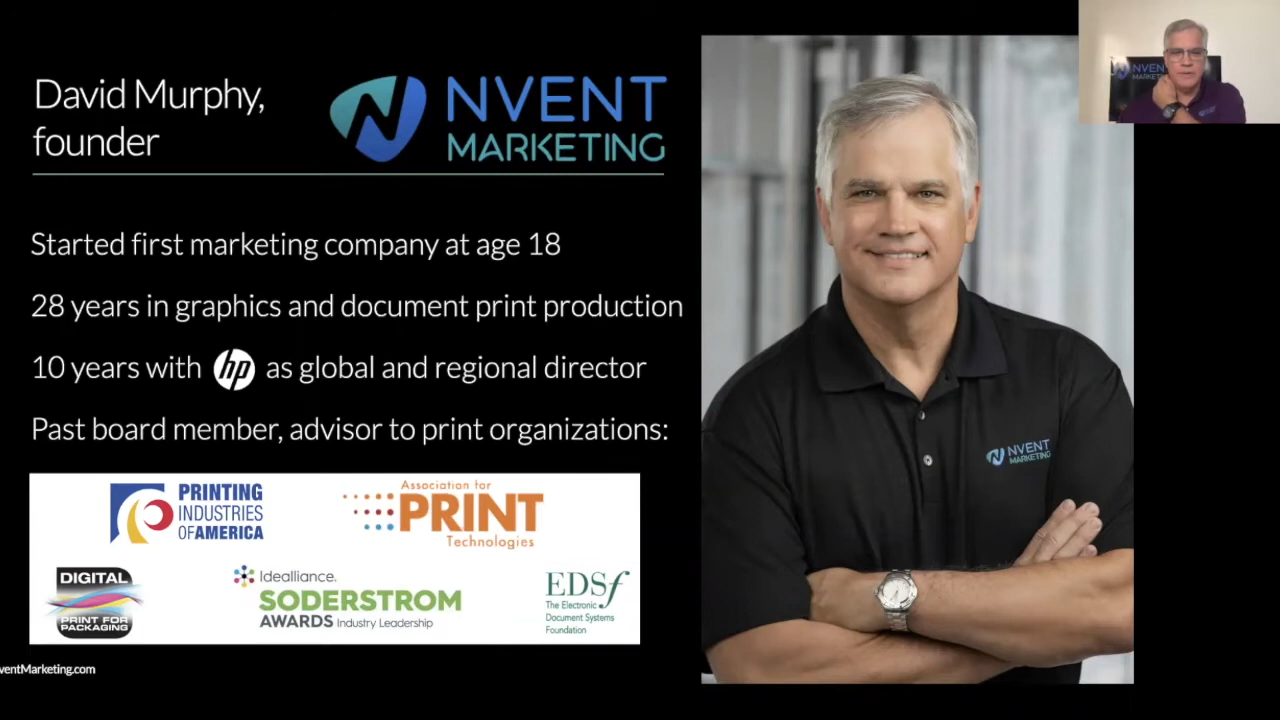 David Murphy,
founder
NVENT
MARKETING
Started first marketing company at age 18
28 years in graphics and document print production
10 years with hp as global and regional director
Past board member, advisor to print organizations:
PRINTING
INDUSTRIES
OF AMERICA
Association for
PRINT
Technologies
DIGITAL
PRINT FOR
PACKAGING
Idealliance.
SODERSTROM
AWARDS Industry Leadership
EDSf
The Electronic
Document Systems
Foundation
ventMarketing.com
NVENT
MARKETING
NVEN
MARKE